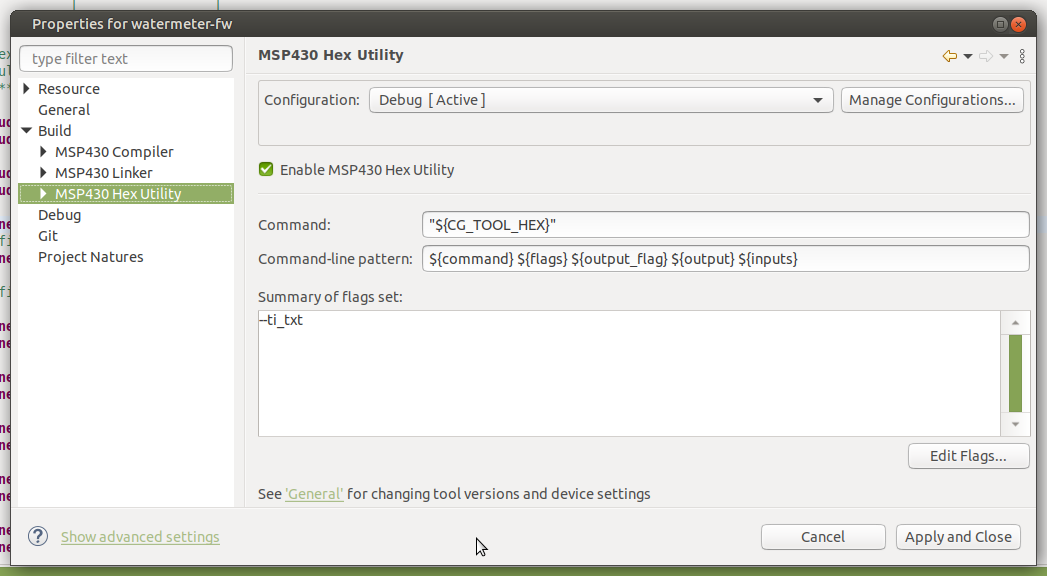 Properties for watermeter-fw
type filter text
Resource
General
Build
MSP430 Compiler
MSP430 Linker
MSP430 Hex Utility
Debug
Git
Project Natures
MSP430 Hex Utility
Configuration: Debug [ Active ] Manage Configurations...
Enable MSP430 Hex Utility
Command: "${CG_TOOL_HEX}"
Command-line pattern: ${command} ${flags} ${output_flag} ${output} ${inputs}
Summary of flags set:
--ti_txt
Edit Flags...
See 'General' for changing tool versions and device settings
? Show advanced settings
Cancel Apply and Close